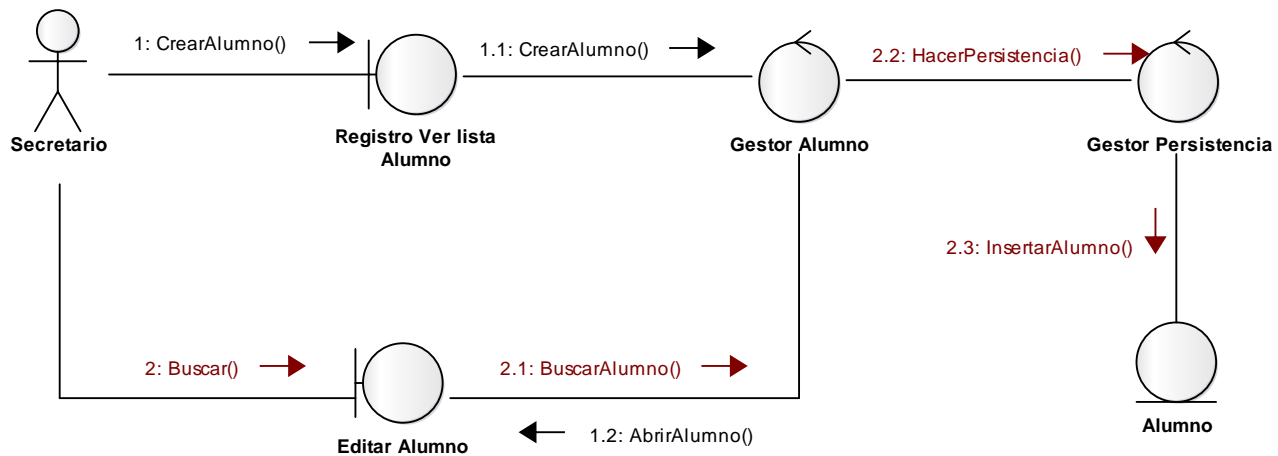 1: CrearAlumno()
1.1: CrearAlumno()
2.2: HacerPersistencia()
Secretario
Registro Ver lista
Alumno
Gestor Alumno
Gestor Persistencia
2.3: InsertarAlumno()
2: Buscar()
2.1: BuscarAlumno()
Editar Alumno
1.2: AbrirAlumno()
Alumno